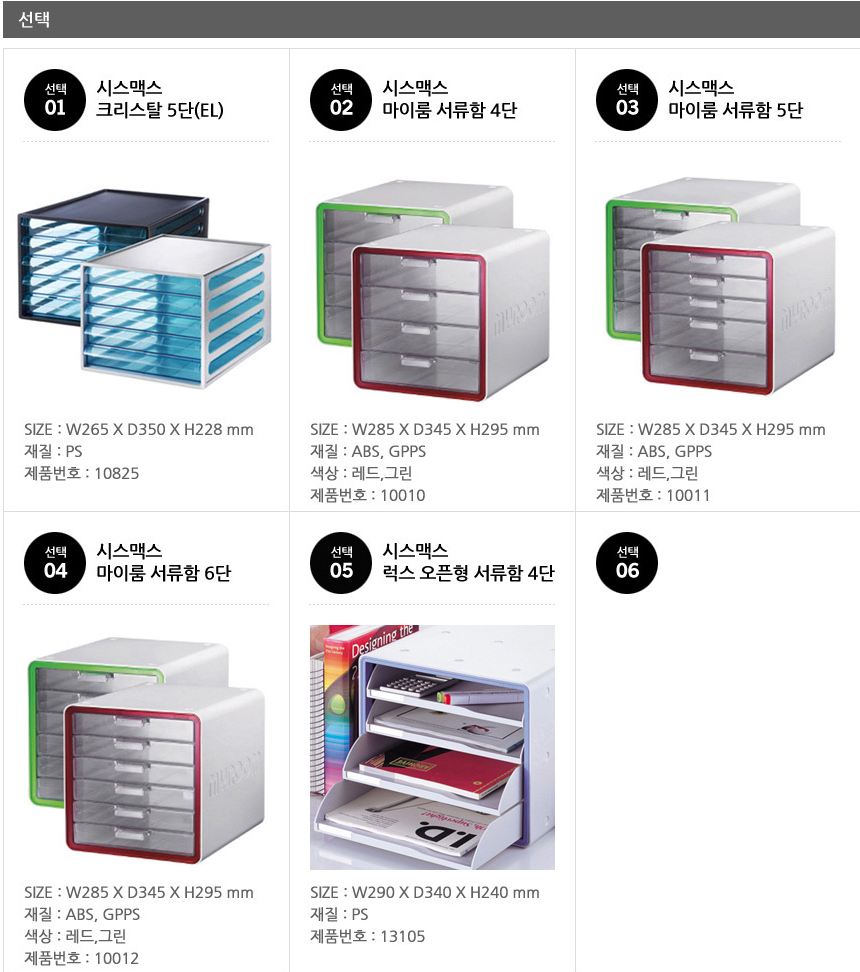 선택
선택
01
시스맥스
크리스탈 5단(EL)
SIZE : W265 X D350 X H228 mm
재질 : PS
제품번호 : 10825
선택
02
시스맥스
마이룸 서류함 4단
MYROOM
SIZE : W285 X D345 X H295 mm
재질 : ABS, GPPS
색상 : 레드,그린
제품번호 : 10010
선택
03
시스맥스
마이룸 서류함 5단
MYROOM
SIZE : W285 X D345 X H295 mm
재질 : ABS, GPPS
색상 : 레드,그린
제품번호 : 10011
선택
04
시스맥스
마이룸 서류함 6단
MYROOM
SIZE : W285 X D345 X H295 mm
재질 : ABS, GPPS
색상 : 레드,그린
제품번호 : 10012
선택
05
시스맥스
럭스 오픈형 서류함 4단
Designing the
I.D.
SIZE : W290 X D340 X H240 mm
재질 : PS
제품번호 : 13105
선택
06